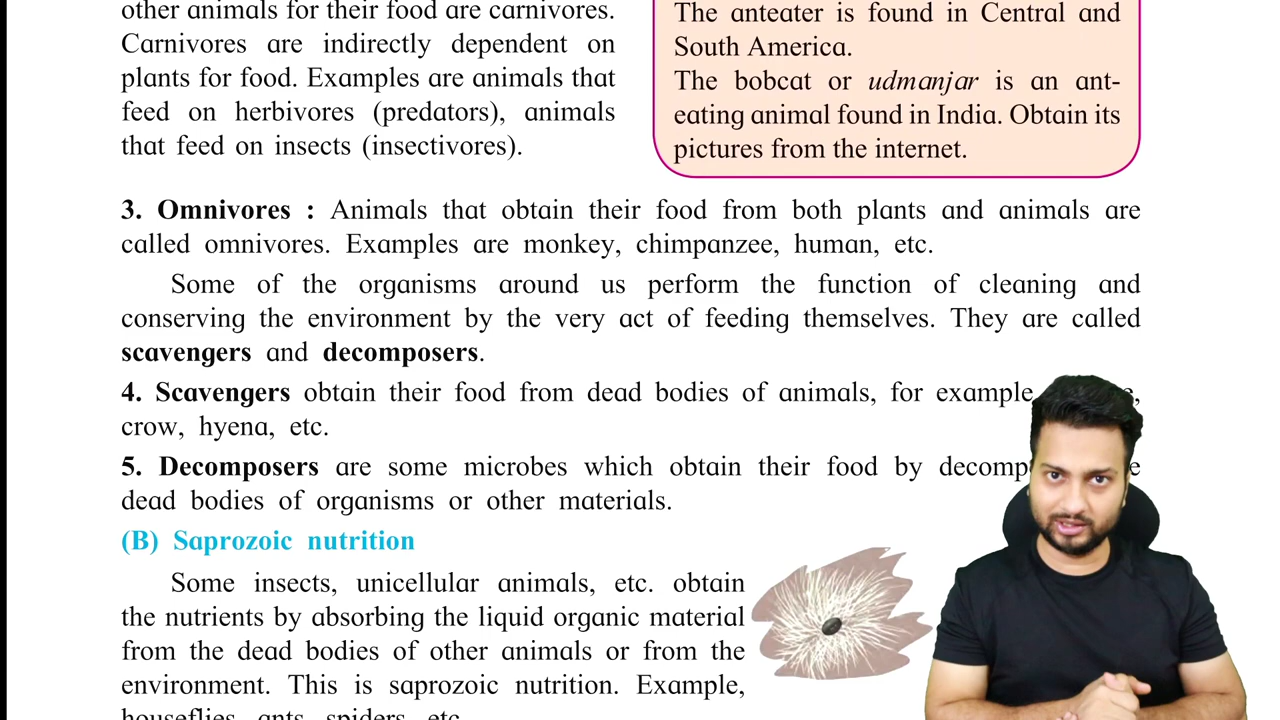 other animals for their food are carnivores.
Carnivores are indirectly dependent on
plants for food. Examples are animals that
feed on herbivores (predators), animals
that feed on insects (insectivores).
The anteater is found in Central and
South America.
The bobcat or udmanjar is an ant-
eating animal found in India. Obtain its
pictures from the internet.
3. Omnivores : Animals that obtain their food from both plants and animals are
called omnivores. Examples are monkey, chimpanzee, human, etc.
Some of the organisms around us perform the function of cleaning and
conserving the environment by the very act of feeding themselves. They are called
scavengers and decomposers.
4. Scavengers obtain their food from dead bodies of animals, for example,
crow, hyena, etc.
5. Decomposers are some microbes which obtain their food by
dead bodies of organisms or other materials.
(B) Saprozoic nutrition
Some insects, unicellular animals, etc. obtain
the nutrients by absorbing the liquid organic material
from the dead bodies of other animals or from the
environment. This is saprozoic nutrition. Example,
houseflies, ants, spiders, etc.